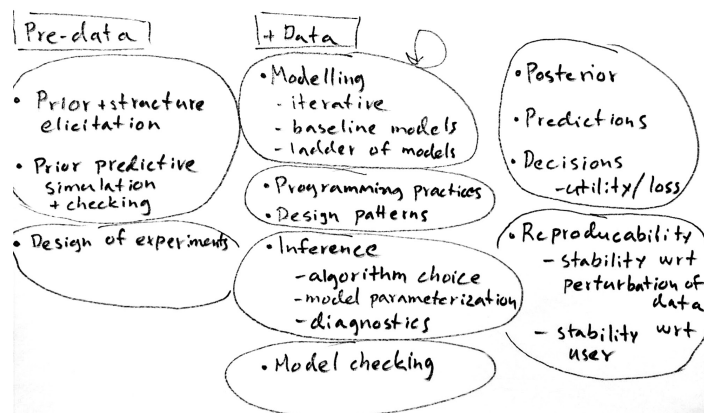 Pre-data
• Prior + structure
elicitation
• Prior predictive
simulation
+ checking
• Design of experiments
+ Data
• Modelling
- iterative
- baseline models
- ladder of models
• Programming practices
• Design patterns
• Inference
- algorithm choice
- model parameterization
- diagnostics
• Model checking
• Posterior
• Predictions
• Decisions
- utility/loss
• Reproducability
- stability wrt
perturbation of
data
- stability wrt
user